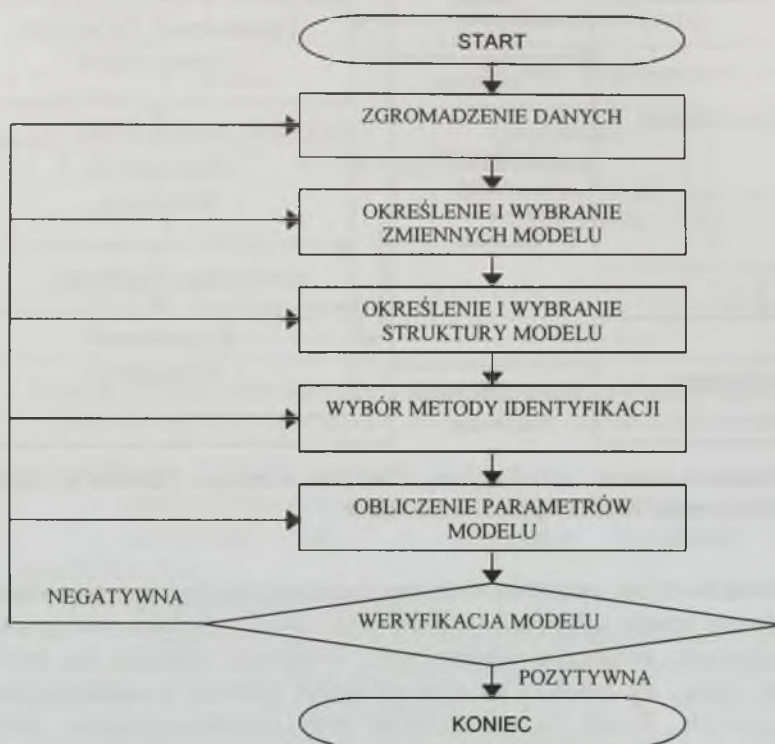 START
ZGROMADZENIE DANYCH
OKREŚLENIE I WYBRANIE
ZMIENNYCH MODELU
OKREŚLENIE I WYBRANIE
STRUKTURY MODELU
WYBÓR METODY IDENTYFIKACJI
OBLICZENIE PARAMETRÓW
MODELU
NEGATYWNA
WERYFIKACJA MODELU
POZYTYWNA
KONIEC